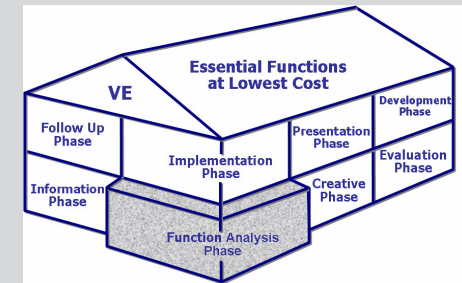 Essential Functions
at Lowest Cost
VE
Follow Up
Phase
Implementation
Phase
Presentation
Phase
Development
Phase
Information
Phase
Function Analysis
Phase
Creative
Phase
Evaluation
Phase